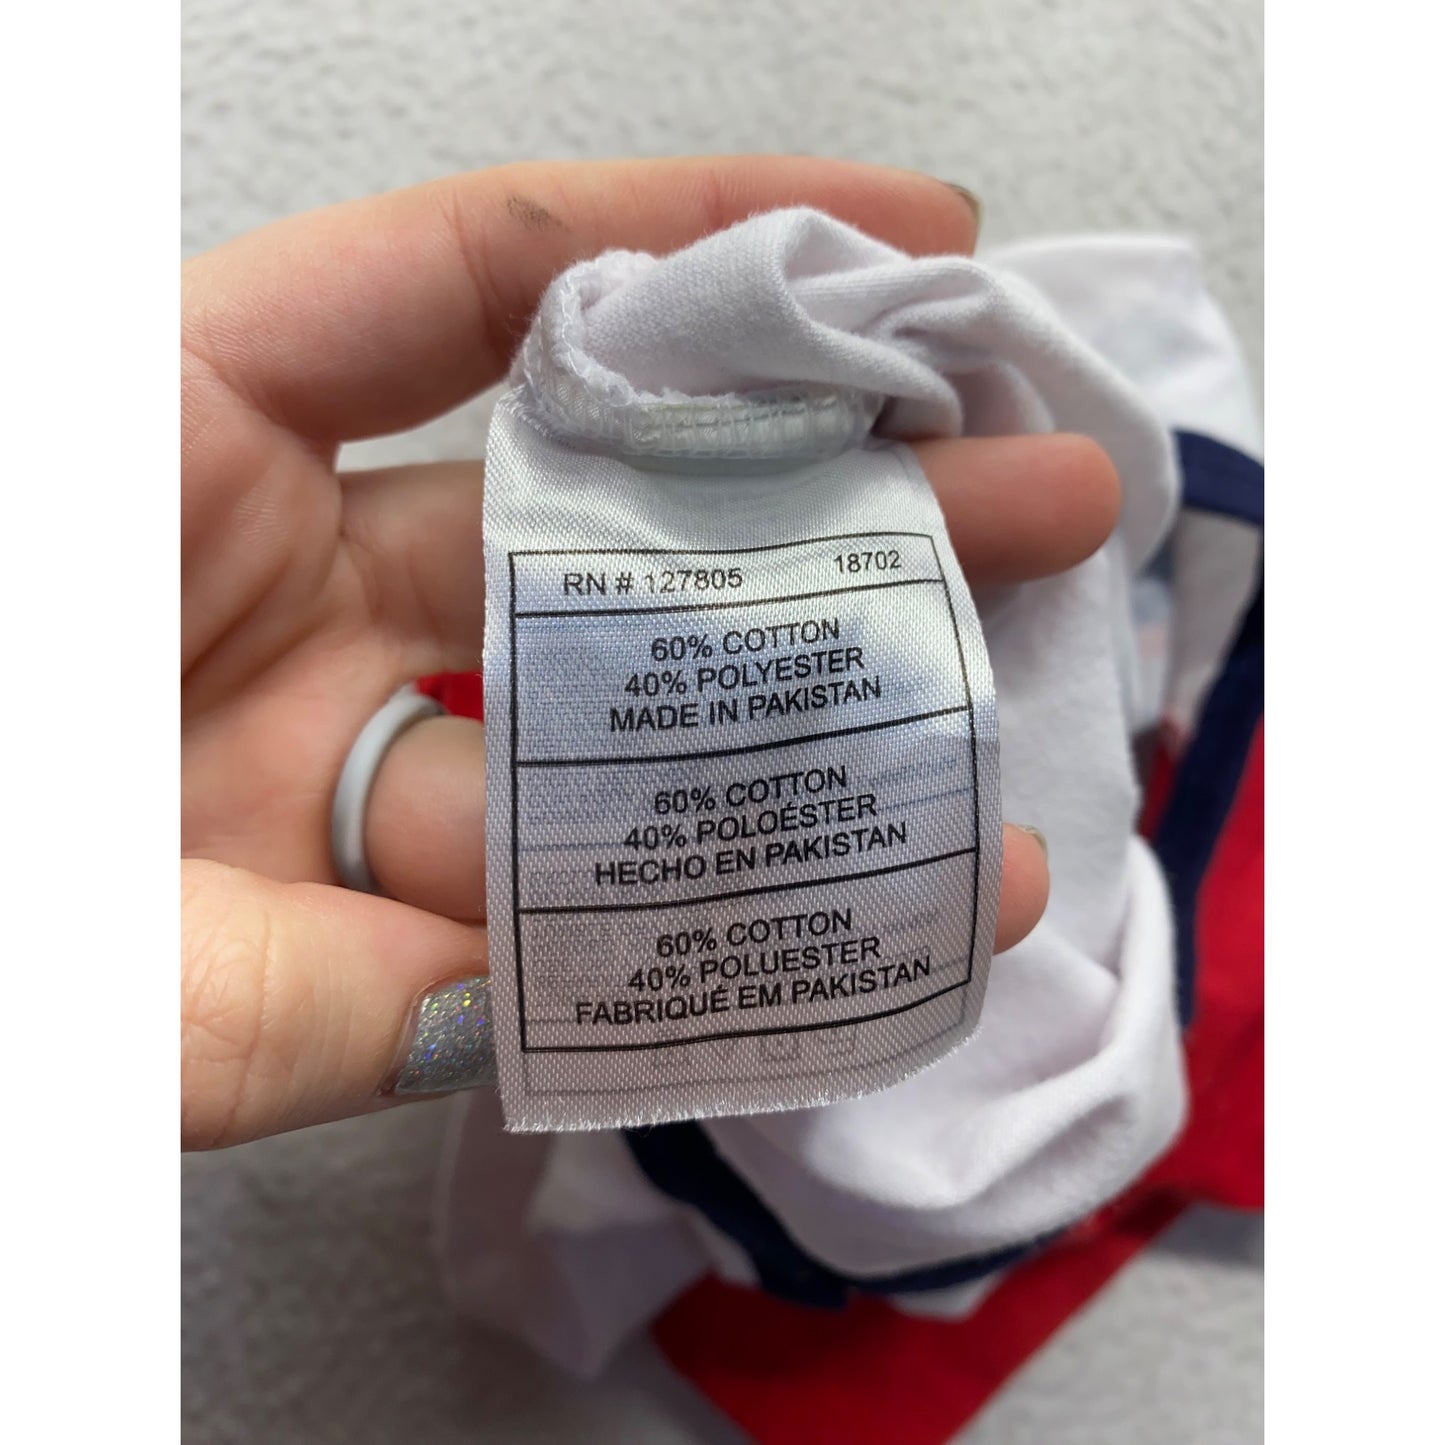 RN # 127805 18702
60% COTTON
40% POLYESTER
MADE IN PAKISTAN
60% COTTON
40% POLOÉSTER
HECHO EN PAKISTAN
60% COTTON
40% POLUESTER
FABRIQUÉ EM PAKISTAN